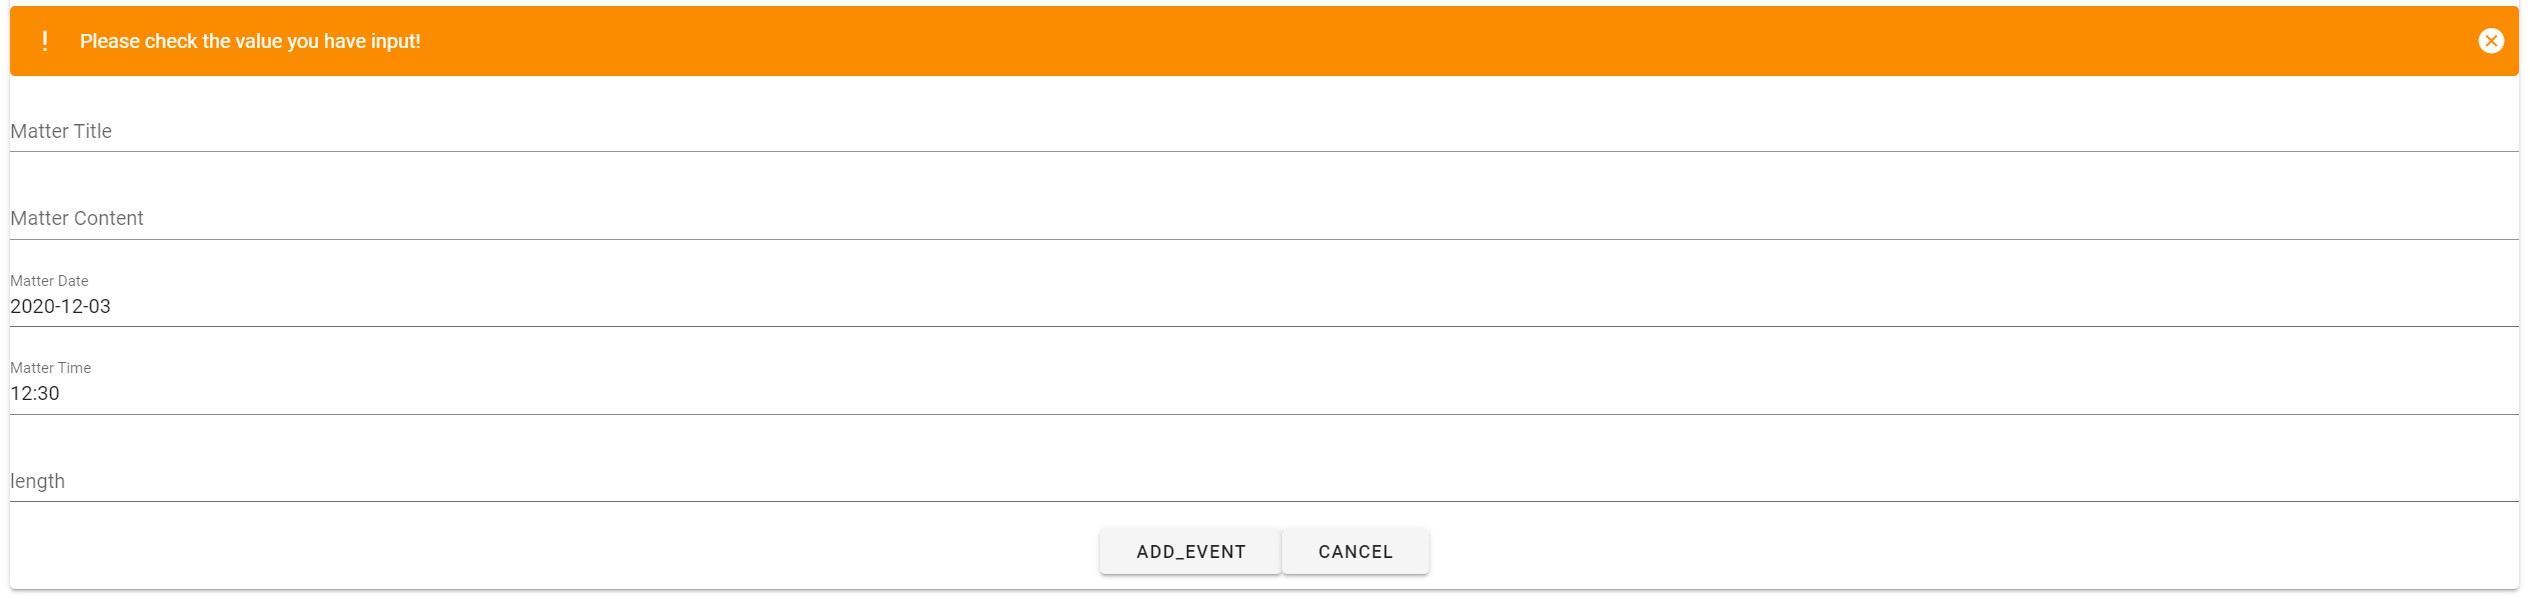 ! Please check the value you have input!
Matter Title
Matter Content
Matter Date
2020-12-03
Matter Time
12:30
length
ADD_EVENT CANCEL